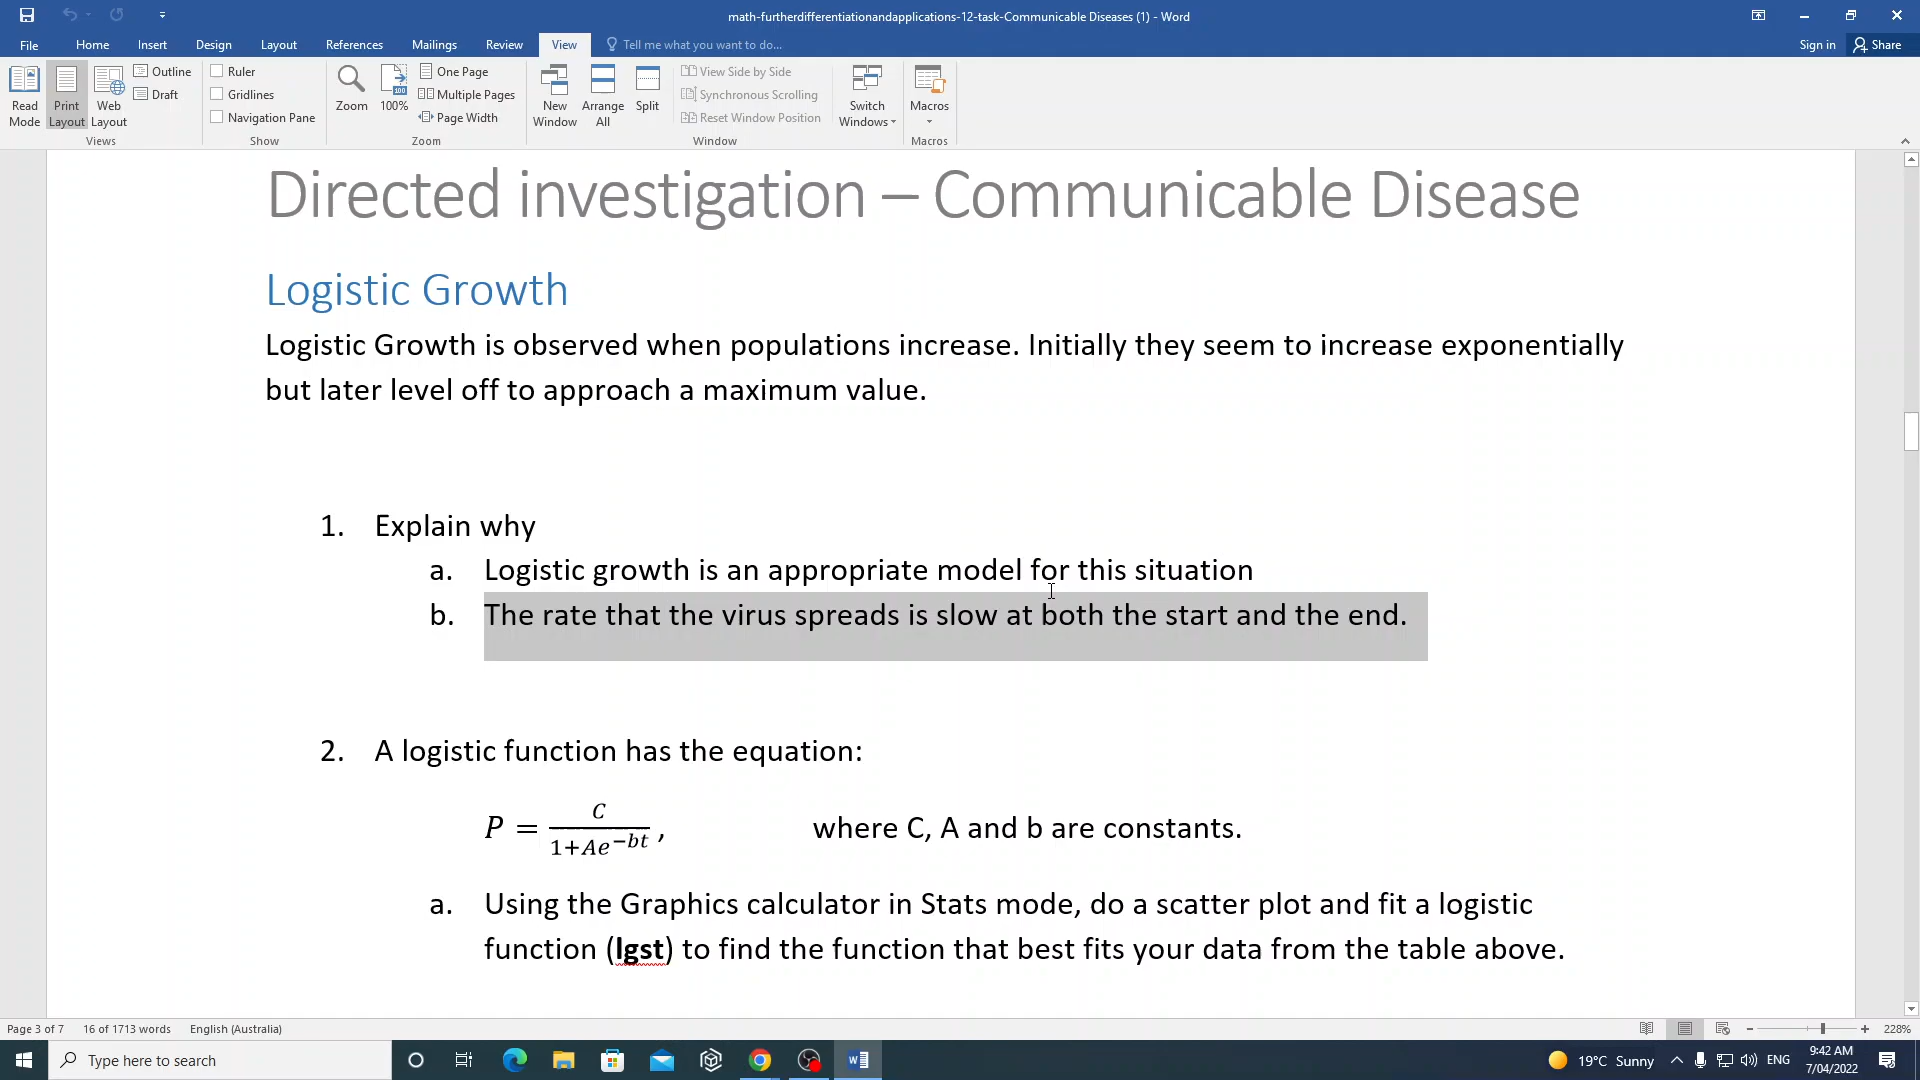 math-furtherdifferentiationandapplications-12-task-Communicable Diseases (1) - Word
File Home Insert Design Layout References Mailings Review View Tell me what you want to do... Sign in Share
Read Mode
Print Layout
Web Layout
Outline
Draft
Views
Ruler
Gridlines
Navigation Pane
Show
Zoom
100%
One Page
Multiple Pages
Page Width
Zoom
New Window
Arrange All
Split
View Side by Side
Synchronous Scrolling
Reset Window Position
Window
Switch Windows
Macros
Macros
Directed investigation – Communicable Disease
Logistic Growth
Logistic Growth is observed when populations increase. Initially they seem to increase exponentially
but later level off to approach a maximum value.
1. Explain why
a. Logistic growth is an appropriate model for this situation
b. The rate that the virus spreads is slow at both the start and the end.
2. A logistic function has the equation:
P = C / (1+Ae^−bt) , where C, A and b are constants.
a. Using the Graphics calculator in Stats mode, do a scatter plot and fit a logistic
function (lgst) to find the function that best fits your data from the table above.
Page 3 of 7 16 of 1713 words English (Australia) 228%
Type here to search
19°C Sunny ENG
9:42 AM
7/04/2022